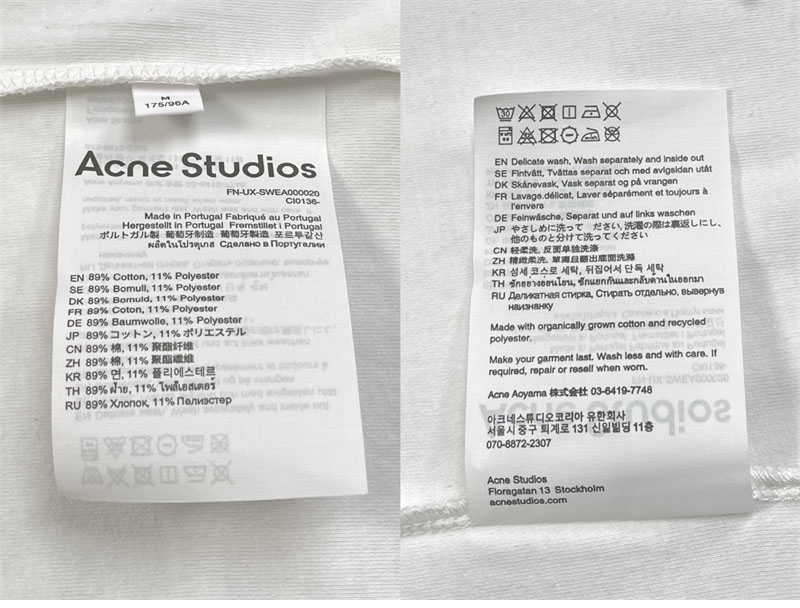 M
175/96A
Acne Studios
FN-UX-SWEA000020
CI0136-
Made in Portugal Fabriqué au Portugal
Hergestellt in Portugal Fremstillet i Portugal
ポルトガル製 葡萄牙制造 葡萄牙製造 포르투갈산
ผลิตในโปรตุเกส Сделано в Португалии
EN 89% Cotton, 11% Polyester
SE 89% Bomull, 11% Polyester
DK 89% Bomuld, 11% Polyester
FR 89% Coton, 11% Polyester
DE 89% Baumwolle, 11% Polyester
JP 89% コットン, 11% ポリエステル
CN 89% 棉, 11% 聚酯纤维
ZH 89% 棉, 11% 聚酯纖維
KR 89% 면, 11% 폴리에스테르
TH 89% ฝ้าย, 11% โพลีเอสเตอร์
RU 89% Хлопок, 11% Полиэстер
30
EN Delicate wash, Wash separately and inside out
SE Fintvätt, Tvättas separat och med avigsidan utåt
DK Skånevask, Vask separat og på vrangen
FR Lavage.délicat, Laver séparément et toujours à
l'envers
DE Feinwäsche, Separat und auf links waschen
JP やさしめに洗って ださい, 洗濯の際は裏返しにし、
他のものと分けて洗ってください
CN 轻柔洗, 反面单独洗涤
ZH 精緻柔洗, 單獨自翻出底面洗滌
KR 섬세 코스로 세탁, 뒤집어서 단독 세탁
TH ซักอย่างอ่อนโยน, ซักแยกกันและกลับด้านในออกมา
RU Деликатная стирка, Стирать отдельно, вывернув
наизнанку
Made with organically grown cotton and recycled
polyester.
Make your garment last. Wash less and with care. If
required, repair or resell when worn.
Acne Aoyama 株式会社 03-6419-7748
아크네스튜디오코리아 유한회사
서울시 중구 퇴계로 131 신일빌딩 11층
070-8872-2307
Acne Studios
Floragatan 13 Stockholm
acnestudios.com